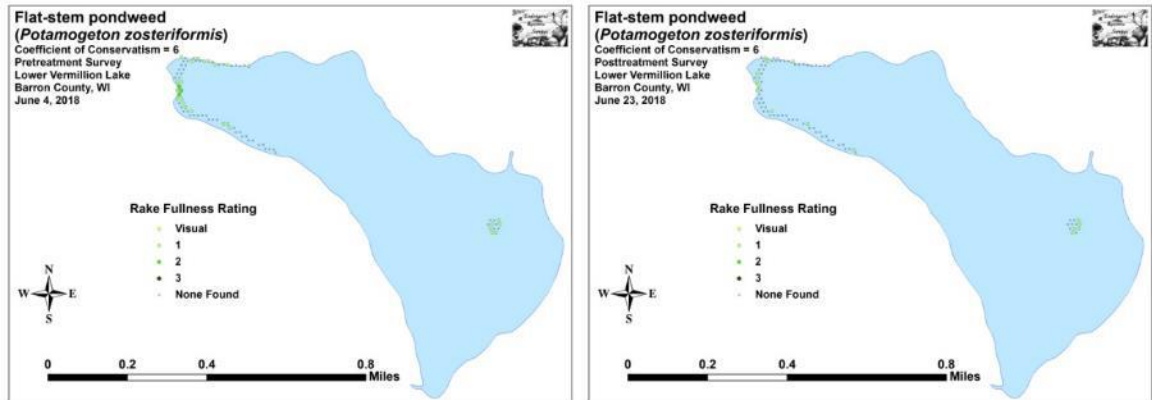 Flat-stem pondweed
(Potamogeton zosteriformis)
Coefficient of Conservatism = 6
Pretreatment Survey
Lower Vermillion Lake
Barron County, WI
June 4, 2018
Rake Fullness Rating
Visual
1
2
3
None Found
N
W E
S
0 0.2 0.4 0.8
Miles
Flat-stem pondweed
(Potamogeton zosteriformis)
Coefficient of Conservatism = 6
Posttreatment Survey
Lower Vermillion Lake
Barron County, WI
June 23, 2018
Rake Fullness Rating
Visual
1
2
3
None Found
N
W E
S
0 0.2 0.4 0.8
Miles